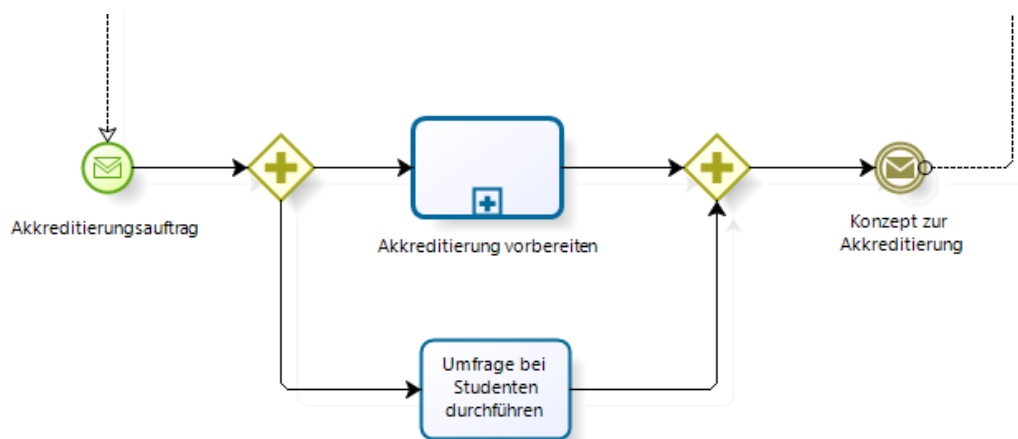 Akkreditierungsauftrag
Akkreditierung vorbereiten
Konzept zur
Akkreditierung
Umfrage bei
Studenten
durchführen